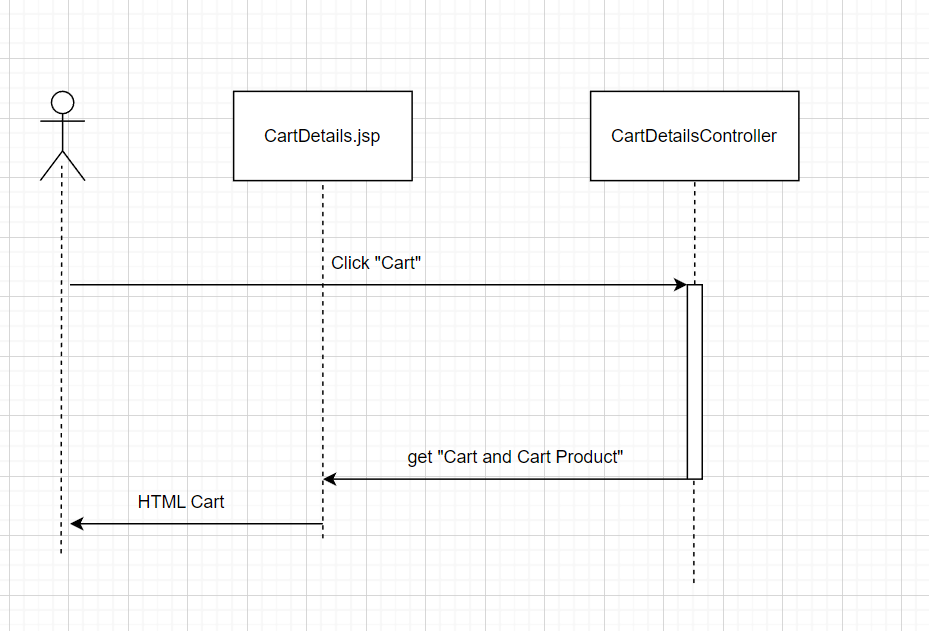 CartDetails.jsp
CartDetailsController
Click "Cart"
get "Cart and Cart Product"
HTML Cart